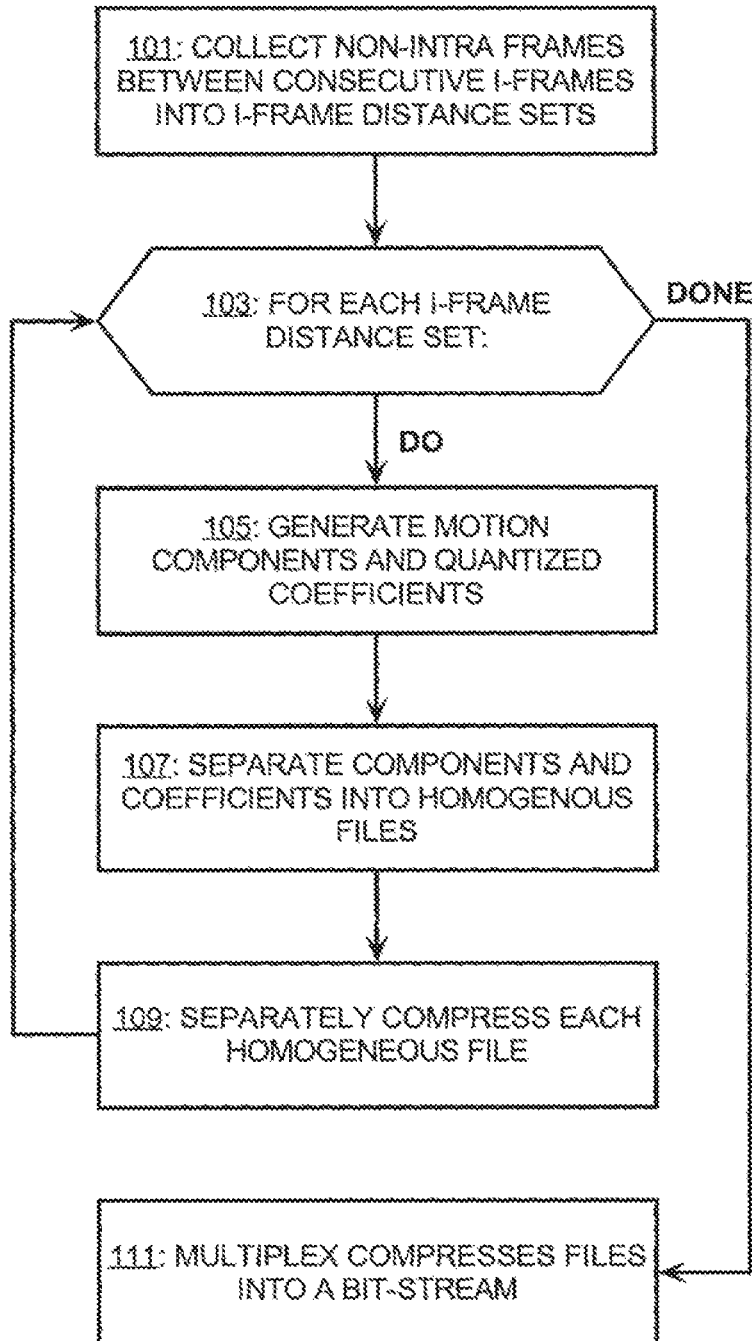 101: COLLECT NON-INTRA FRAMES
BETWEEN CONSECUTIVE I-FRAMES
INTO I-FRAME DISTANCE SETS
103: FOR EACH I-FRAME
DISTANCE SET:
DONE
DO
105: GENERATE MOTION
COMPONENTS AND QUANTIZED
COEFFICIENTS
107: SEPARATE COMPONENTS AND
COEFFICIENTS INTO HOMOGENOUS
FILES
109: SEPARATELY COMPRESS EACH
HOMOGENEOUS FILE
111: MULTIPLEX COMPRESSES FILES
INTO A BIT-STREAM